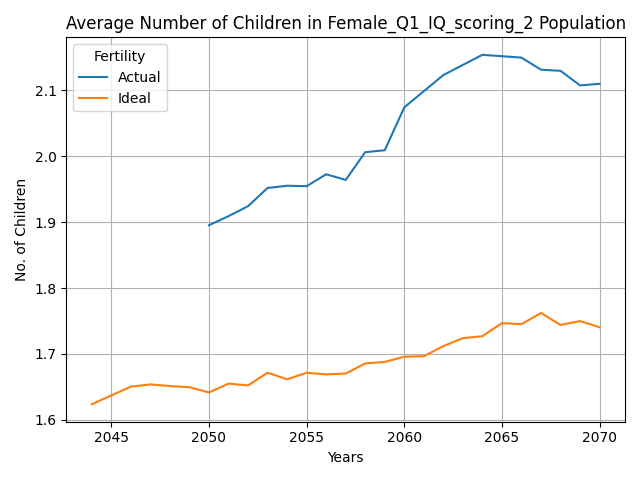 Average Number of Children in Female_Q1_IQ_scoring_2 Population
Fertility
Actual
Ideal
No. of Children
2.1
2.0
1.9
1.8
1.7
1.6
2045
2050
2055
2060
2065
2070
Years